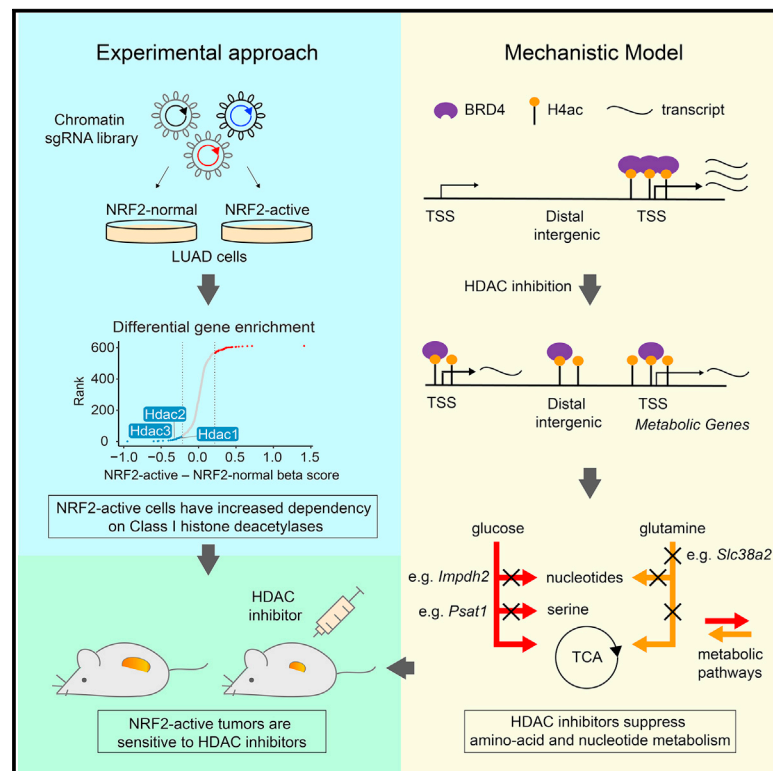 Experimental approach
Chromatin
sgRNA library
NRF2-normal
NRF2-active
LUAD cells
Differential gene enrichment
600
400
200
0
Rank
Hdac2
Hdac3
Hdac1
−1.0 −0.5 0.0 0.5 1.0 1.5
NRF2-active – NRF2-normal beta score
NRF2-active cells have increased dependency
on Class I histone deacetylases
HDAC
inhibitor
NRF2-active tumors are
sensitive to HDAC inhibitors
Mechanistic Model
BRD4
H4ac
transcript
TSS
Distal
intergenic
TSS
HDAC inhibition
TSS
Distal
intergenic
TSS
Metabolic Genes
glucose
glutamine
e.g. Slc38a2
e.g. Impdh2
nucleotides
e.g. Psat1
serine
TCA
metabolic
pathways
HDAC inhibitors suppress
amino-acid and nucleotide metabolism